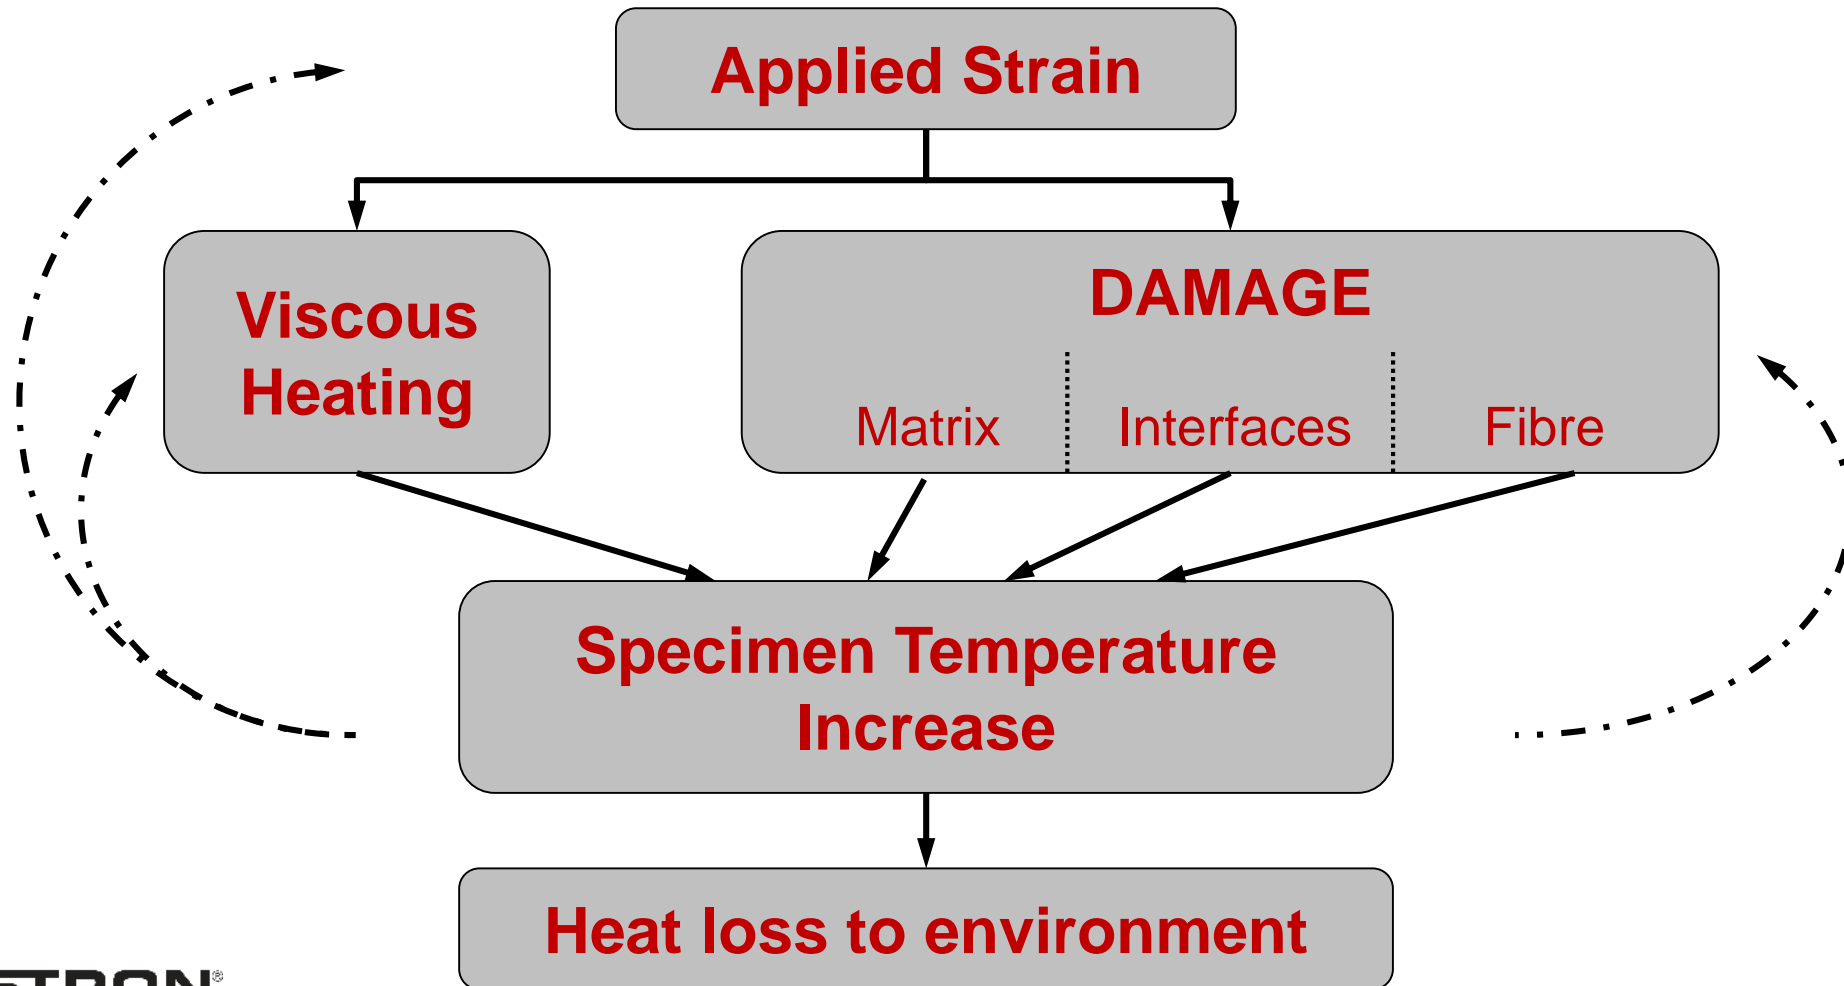 Applied Strain
Viscous
Heating
DAMAGE
Matrix
Interfaces
Fibre
Specimen Temperature
Increase
Heat loss to environment